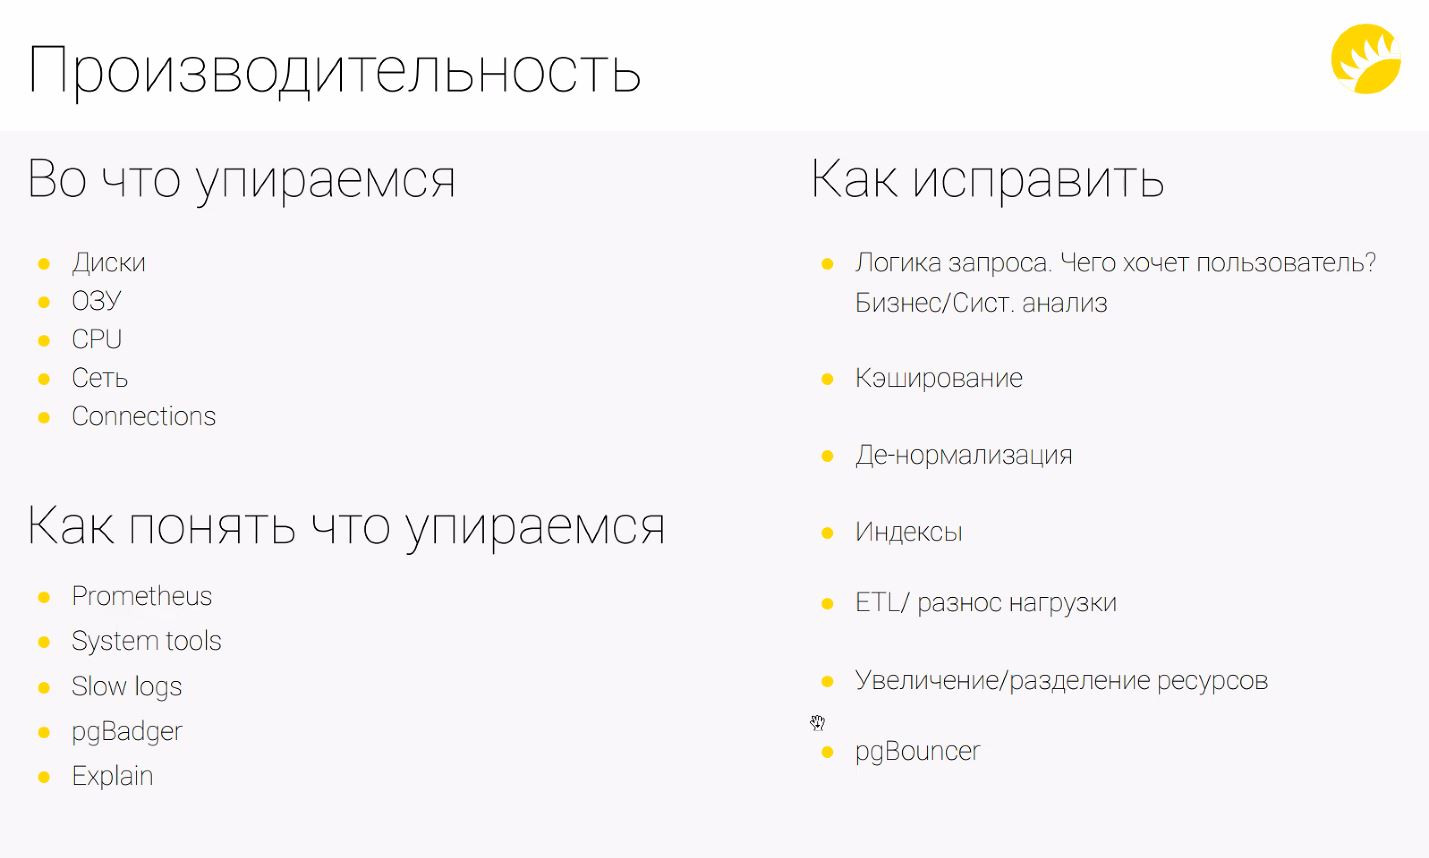 Производительность
Во что упираемся
Диски
ОЗУ
CPU
Сеть
Connections
Как понять что упираемся
Prometheus
System tools
Slow logs
pgBadger
Explain
Как исправить
Логика запроса. Чего хочет пользователь?
Бизнес/Сист. анализ
Кэширование
Де-нормализация
Индексы
ETL/ разнос нагрузки
Увеличение/разделение ресурсов
pgBouncer